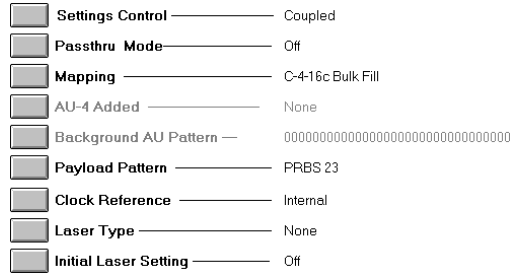 Settings Control Coupled
Passthru Mode Off
Mapping C-4-16c Bulk Fill
AU-4 Added None
Background AU Pattern 00000000000000000000000000000000
Payload Pattern PRBS 23
Clock Reference Internal
Laser Type None
Initial Laser Setting Off